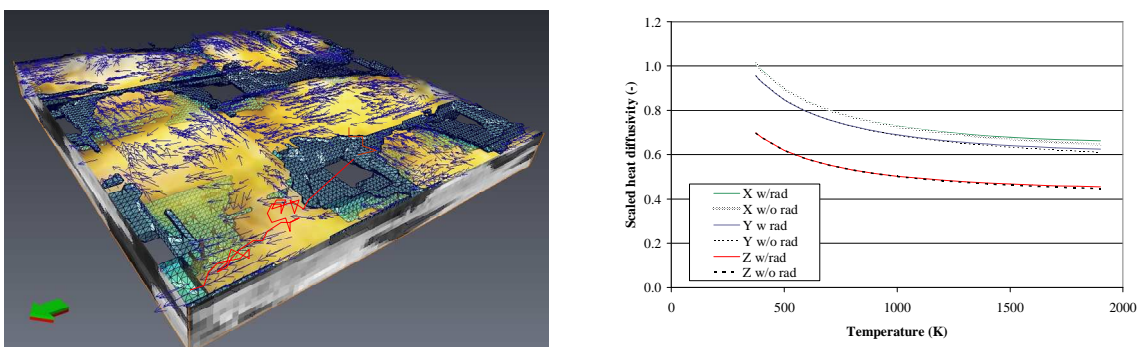 1.2
1.0
0.8
0.6
0.4
0.2
0.0
Scaled heat diffusivity (-)
X w/rad
X w/o rad
Y w rad
Y w/o rad
Z w/rad
Z w/o rad
0
500
1000
1500
2000
Temperature (K)